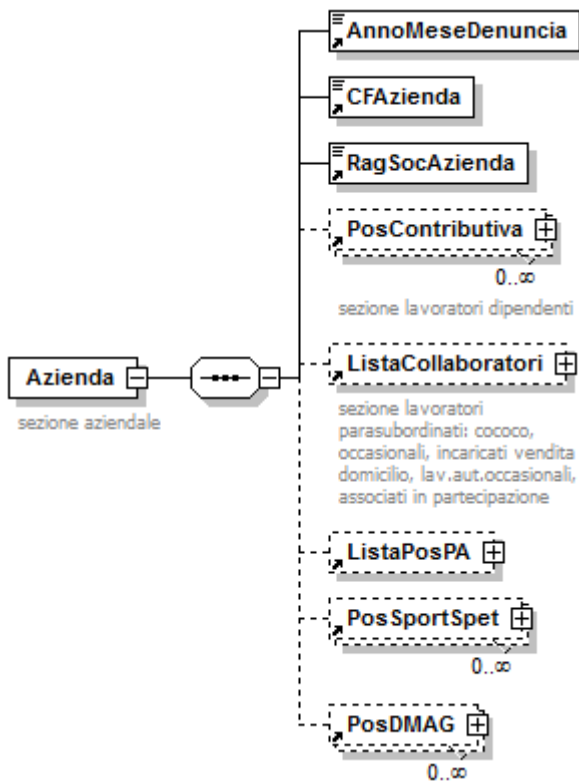 AnnoMeseDenuncia
CFAzienda
RagSocAzienda
PosContributiva
0..∞
sezione lavoratori dipendenti
Azienda
sezione aziendale
ListaCollaboratori
sezione lavoratori
parasubordinati: cococo,
occasionali, incaricati vendita
domicilio, lav.aut.occasionali,
associati in partecipazione
ListaPosPA
PosSportSpet
0..∞
PosDMAG
0..∞